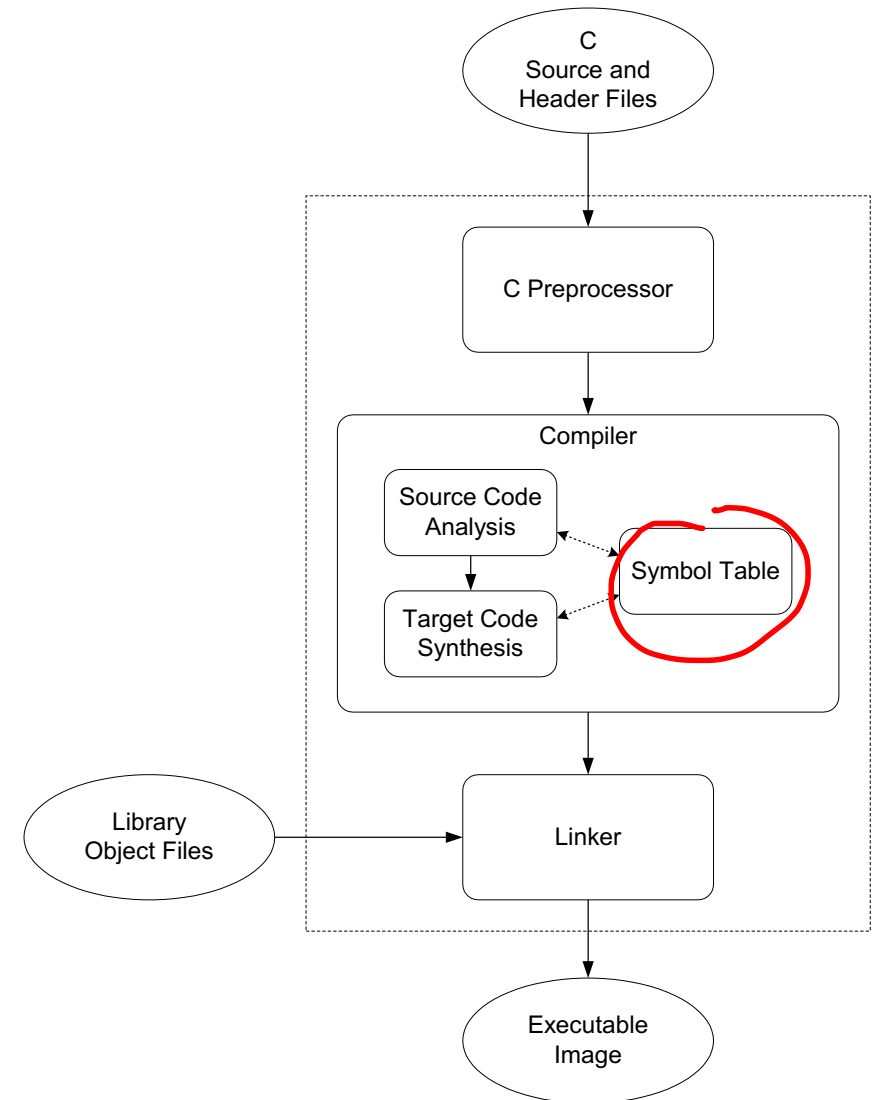 C
Source and
Header Files
C Preprocessor
Compiler
Source Code
Analysis
Symbol Table
Target Code
Synthesis
Library
Object Files
Linker
Executable
Image